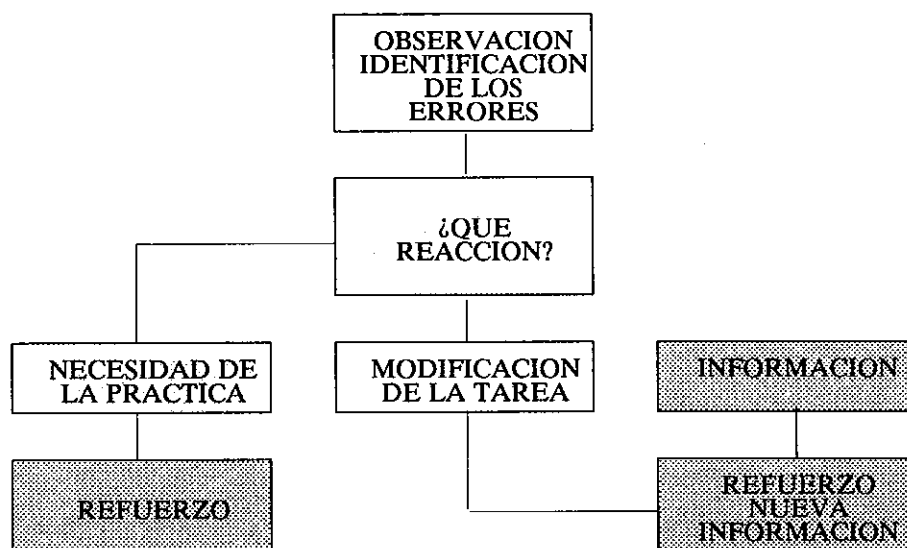 OBSERVACION
IDENTIFICACION
DE LOS
ERRORES
¿QUE
REACCION?
NECESIDAD DE
LA PRACTICA
MODIFICACION
DE LA TAREA
INFORMACION
REFUERZO
REFUERZO
NUEVA
INFORMACION